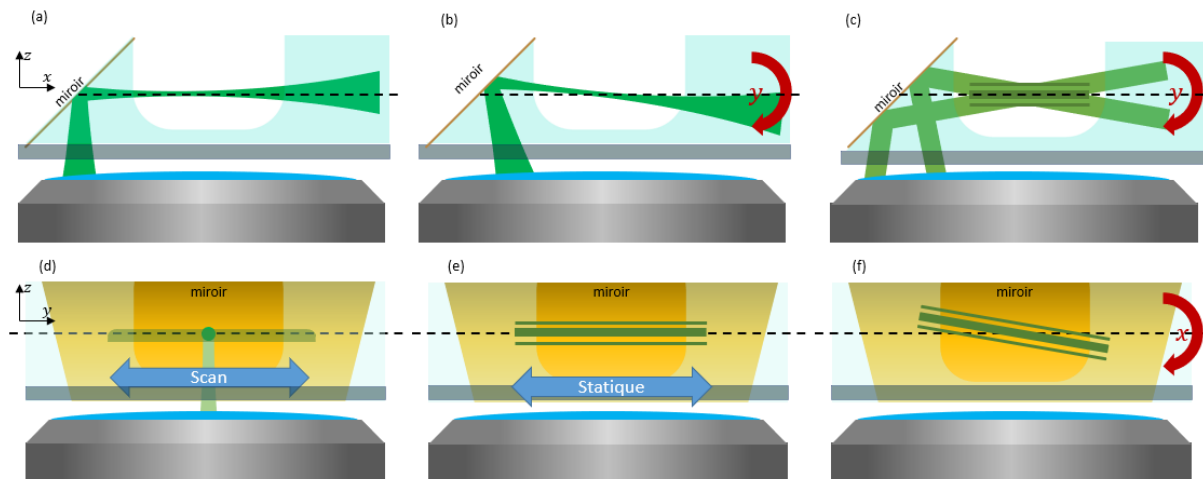 (a)
z
x
miroir
(b)
miroir
y
(c)
miroir
y
(d)
z
y
miroir
Scan
(e)
miroir
Statique
(f)
miroir
x